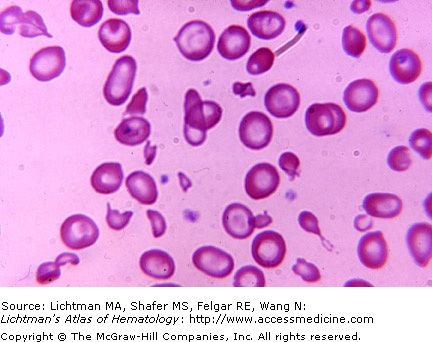 Source: Lichtman MA, Shafer MS, Felgar RE, Wang N:
Lichtman's Atlas of Hematology: http://www.accessmedicine.com
Copyright © The McGraw-Hill Companies, Inc. All rights reserved.